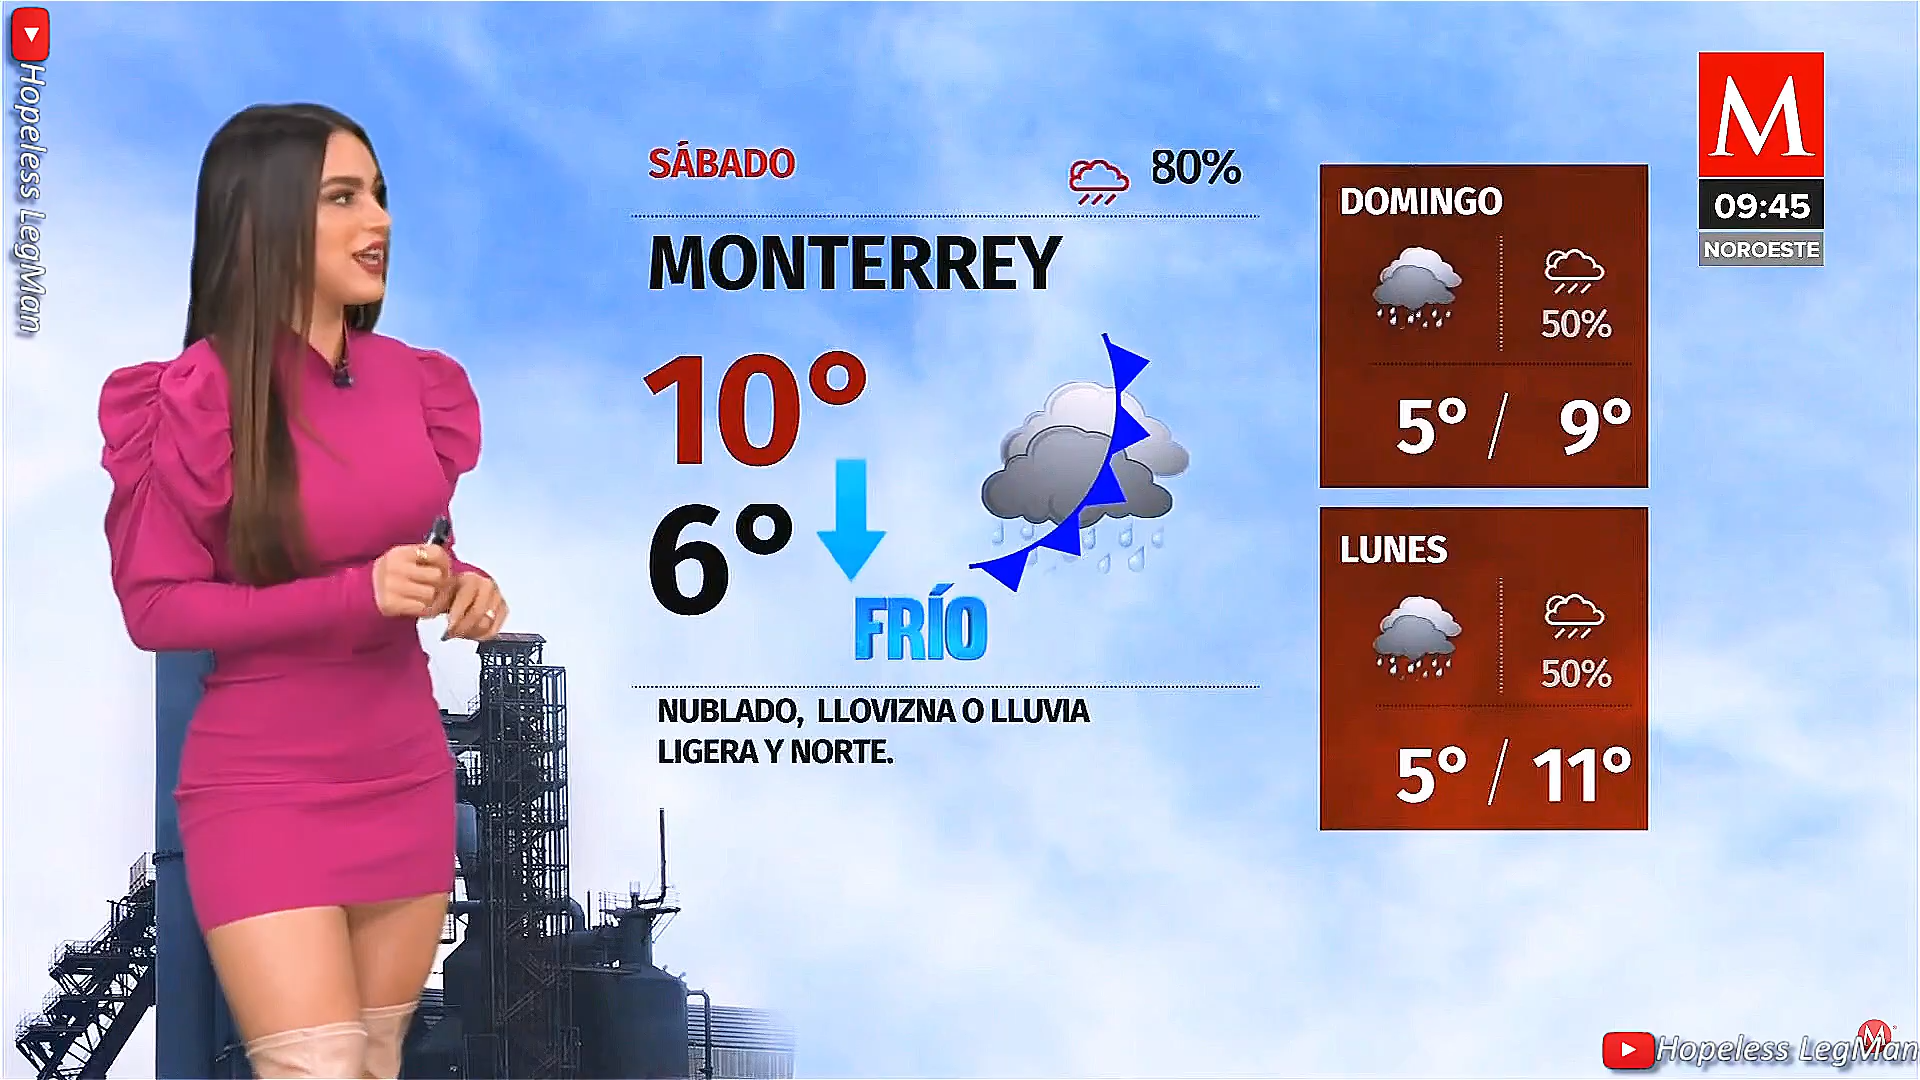 Hopeless LegMan
SÁBADO
80%
MONTERREY
10°
6°
FRÍO
NUBLADO, LLOVIZNA O LLUVIA
LIGERA Y NORTE.
DOMINGO
50%
5° / 9°
LUNES
50%
5° / 11°
M
09:45
NOROESTE
M
Hopeless LegMan